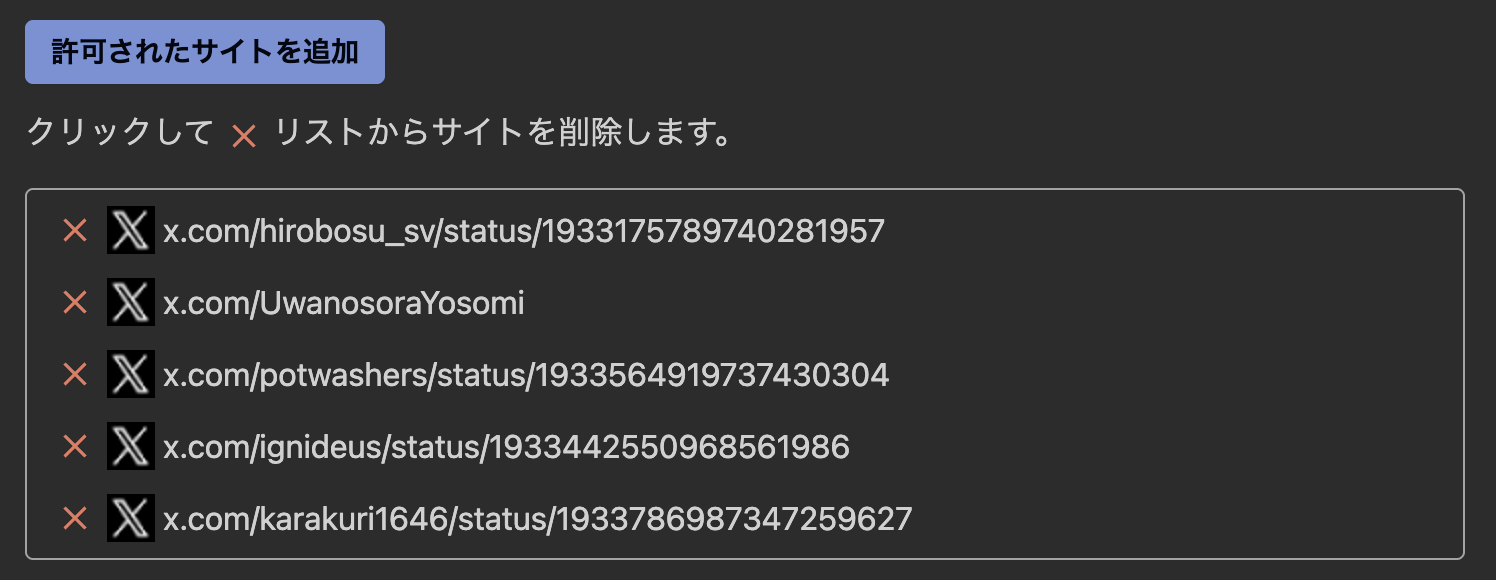 許可されたサイトを追加
クリックして × リストからサイトを削除します。
× X x.com/hirobosu_sv/status/1933175789740281957
× X x.com/UwanosoraYosomi
× X x.com/potwashers/status/1933564919737430304
× X x.com/ignideus/status/1933442550968561986
× X x.com/karakuri1646/status/1933786987347259627